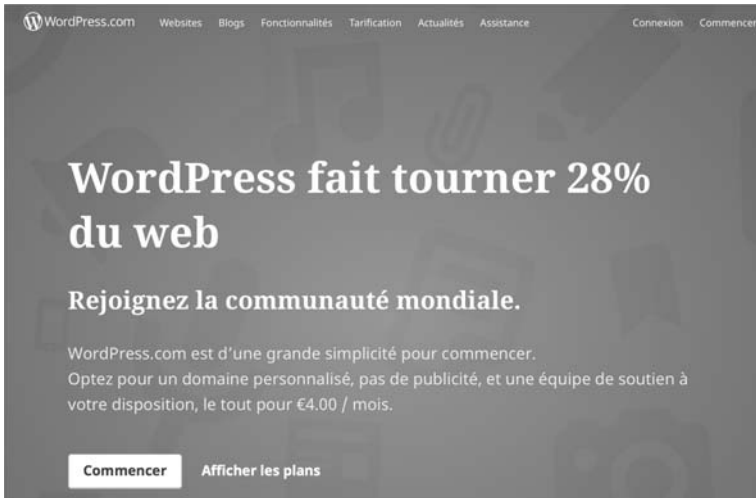 WordPress.com Websites Blogs Fonctionnalités Tarification Actualités Assistance Connexion Commencer
WordPress fait tourner 28%
du web
Rejoignez la communauté mondiale.
WordPress.com est d’une grande simplicité pour commencer.
Optez pour un domaine personnalisé, pas de publicité, et une équipe de soutien à
votre disposition, le tout pour €4.00 / mois.
Commencer Afficher les plans